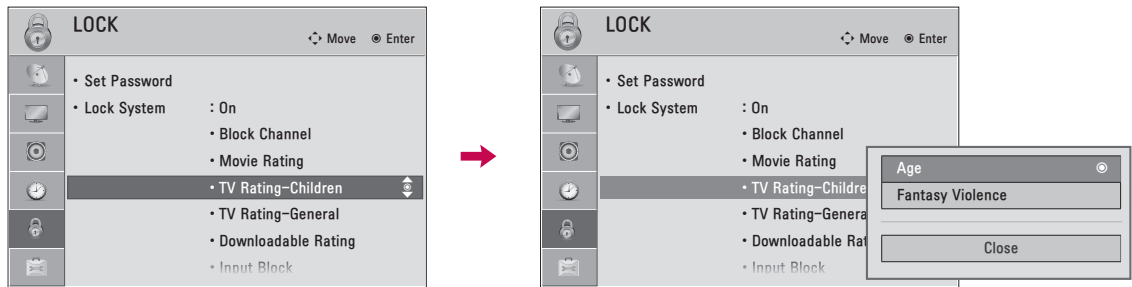 LOCK
Move Enter
• Set Password
• Lock System : On
• Block Channel
• Movie Rating
• TV Rating-Children
• TV Rating-General
• Downloadable Rating
• Input Block
LOCK
Move Enter
• Set Password
• Lock System : On
• Block Channel
• Movie Rating
• TV Rating-Childre
• TV Rating-Genera
• Downloadable Rat
• Input Block
Age
Fantasy Violence
Close